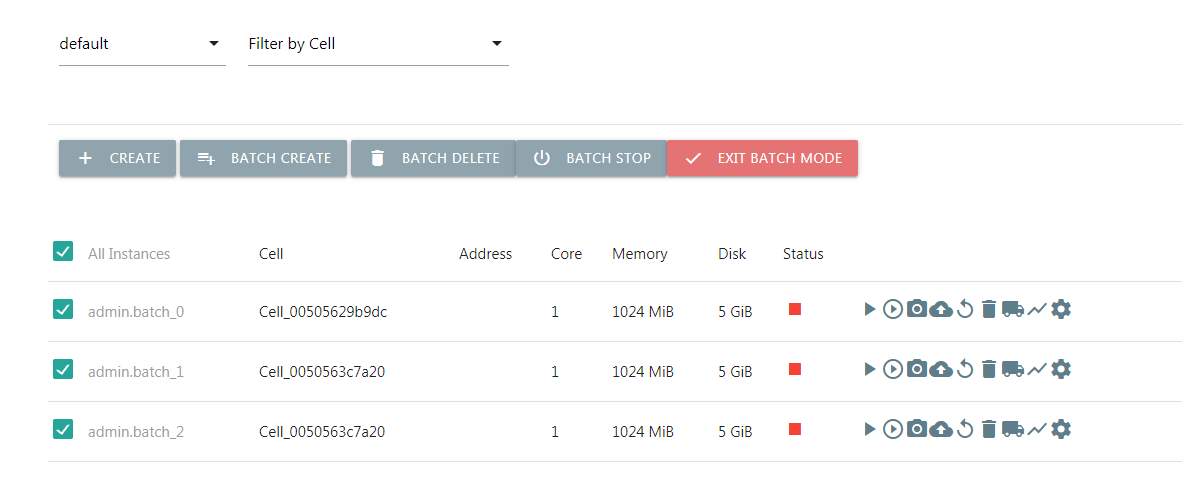 default Filter by Cell
CREATE BATCH CREATE BATCH DELETE BATCH STOP EXIT BATCH MODE
All Instances Cell Address Core Memory Disk Status
admin.batch_0 Cell_00505629b9dc 1 1024 MiB 5 GiB
admin.batch_1 Cell_0050563c7a20 1 1024 MiB 5 GiB
admin.batch_2 Cell_0050563c7a20 1 1024 MiB 5 GiB